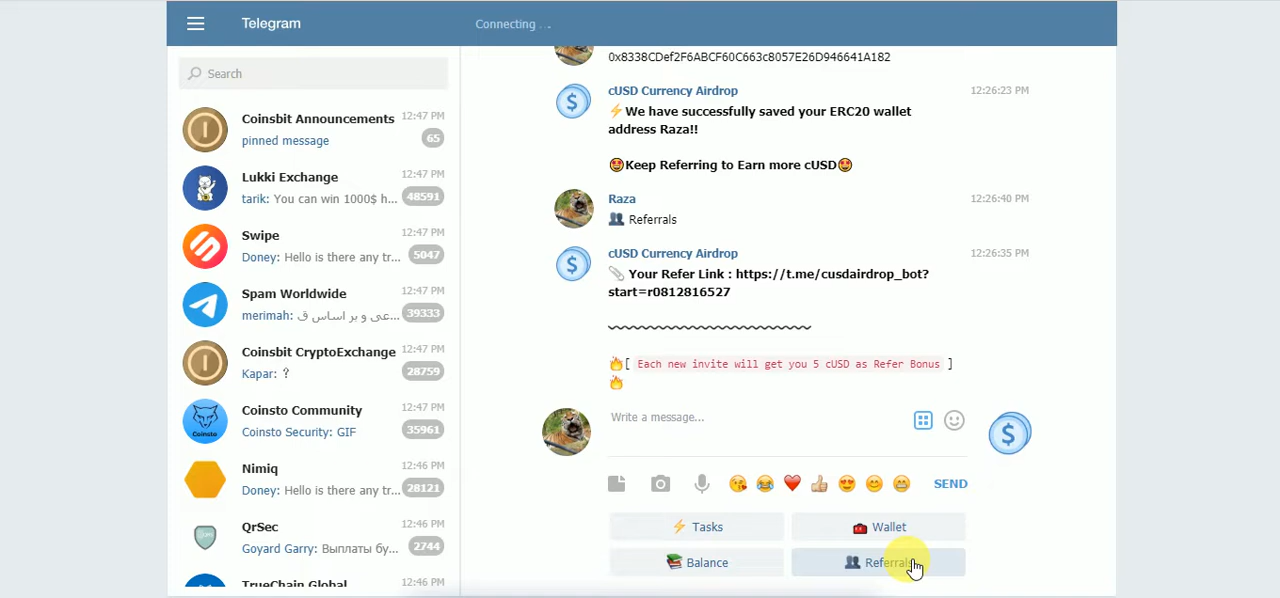 Telegram
Connecting ...
Search
Coinsbit Announcements 12:47 PM
pinned message 65
Lukki Exchange 12:47 PM
tarik: You can win 1000$ h... 48591
Swipe 12:47 PM
Doney: Hello is there any tr... 5047
Spam Worldwide 12:47 PM
merimah: عی و بر اساس ق... 39333
Coinsbit CryptoExchange 12:47 PM
Kapar: ? 28759
Coinsto Community 12:47 PM
Coinsto Security: GIF 35961
Nimiq 12:46 PM
Doney: Hello is there any tr... 28121
QrSec 12:46 PM
Goyard Garry: Выплаты бу... 2744
TrueChain Global 12:46 PM
0x8338CDef2F6ABCF60C663c8057E26D946641A182
cUSD Currency Airdrop 12:26:23 PM
⚡We have successfully saved your ERC20 wallet
address Raza!!
🤩Keep Referring to Earn more cUSD🤩
Raza 12:26:40 PM
👥 Referrals
cUSD Currency Airdrop 12:26:35 PM
📎 Your Refer Link : https://t.me/cusdairdrop_bot?
start=r0812816527
🔥[ Each new invite will get you 5 cUSD as Refer Bonus ]
🔥
Write a message...
SEND
⚡ Tasks
🧰 Wallet
📚 Balance
👥 Referrals
Coinsto